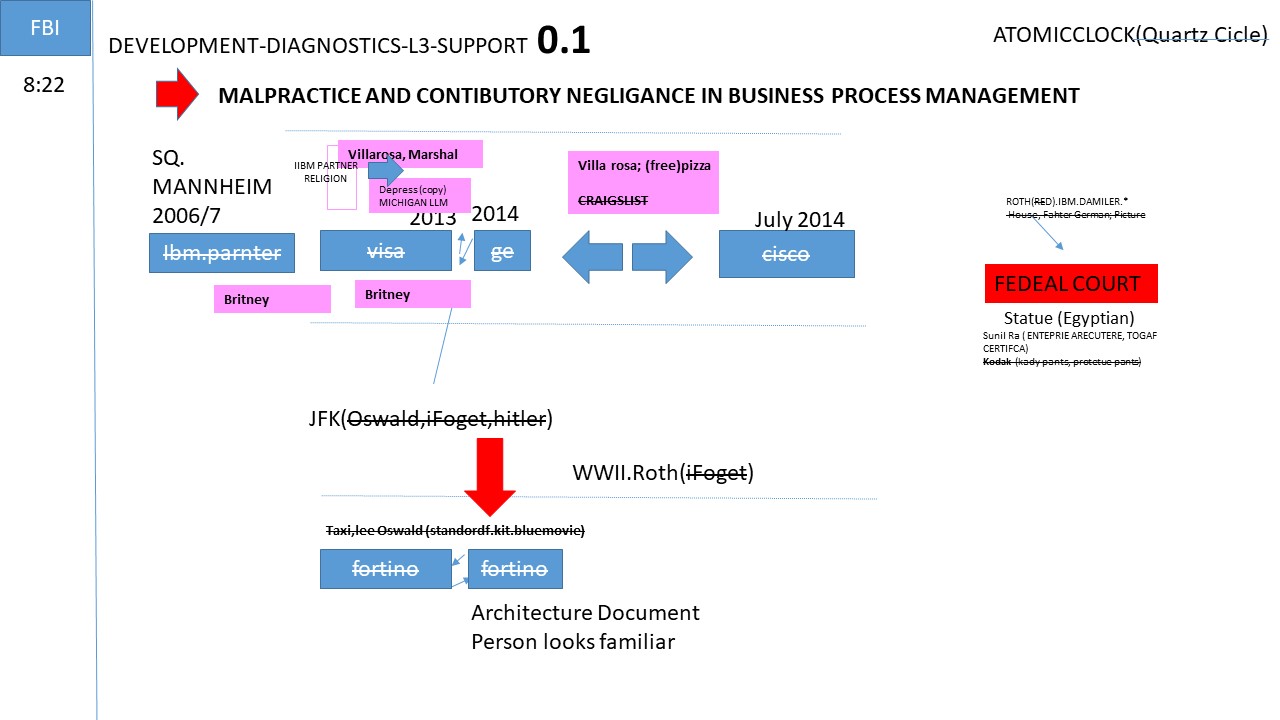 FBI
8:22
DEVELOPMENT-DIAGNOSTICS-L3-SUPPORT 0.1
ATOMICCLOCK(Quartz Cicle)
MALPRACTICE AND CONTIBUTORY NEGLIGANCE IN BUSINESS PROCESS MANAGEMENT
SQ.
MANNHEIM
2006/7
IIBM PARTNER
RELIGION
Villarosa, Marshal
Depress (copy)
MICHIGAN LLM
2013
2014
Villa rosa; (free)pizza
CRAIGSLIST
July 2014
Ibm.parnter
visa
ge
cisco
Britney
Britney
ROTH(RED).IBM.DAMILER.*
House, Fahter German; Picture
FEDEAL COURT
Statue (Egyptian)
Sunil Ra ( ENTEPRIE ARECUTERE, TOGAF
CERTIFCA)
Kodak (kady pants, protetue pants)
JFK(Oswald,iFoget,hitler)
WWII.Roth(iFoget)
Taxi,lee Oswald (standordf.kit.bluemovie)
fortino
fortino
Architecture Document
Person looks familiar